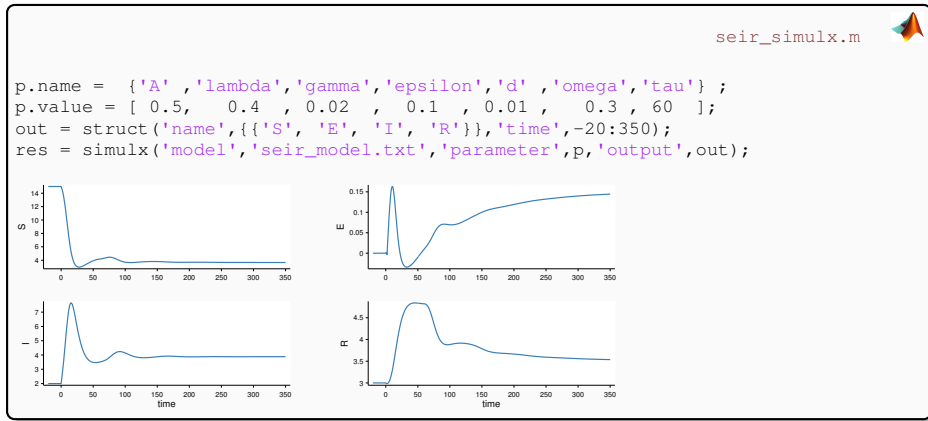 seir_simulx.m
p.name =  {'A' ,'lambda','gamma','epsilon','d' ,'omega','tau'} ;
p.value = [ 0.5,   0.4  , 0.02   ,  0.1  , 0.01 ,   0.3 , 60  ];
out = struct('name',{{'S', 'E', 'I', 'R'}},'time',-20:350);
res = simulx('model','seir_model.txt','parameter',p,'output',out);
S
14
12
10
8
6
4
0 50 100 150 200 250 300 350
E
0.15
0.1
0.05
0
0 50 100 150 200 250 300 350
I
7
6
5
4
3
2
0 50 100 150 200 250 300 350
time
R
4.5
4
3.5
3
0 50 100 150 200 250 300 350
time